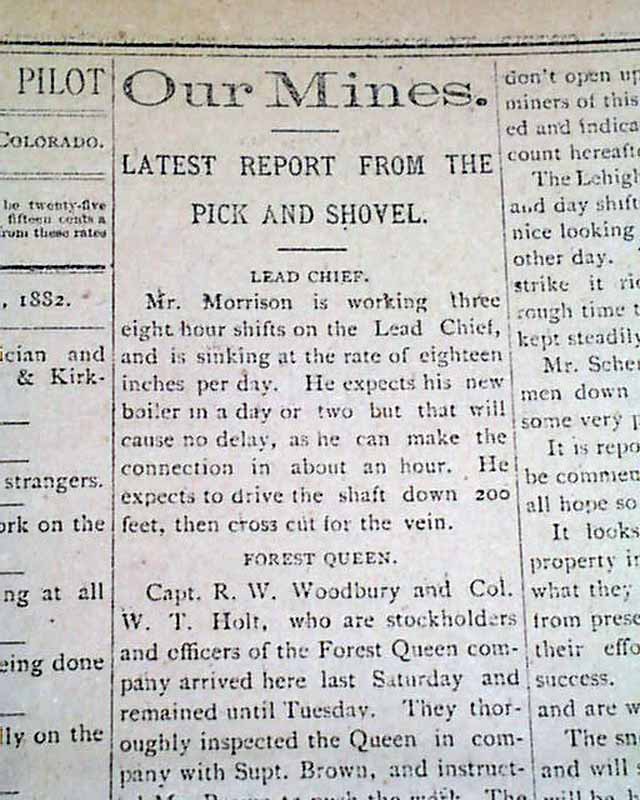 PILOT
COLORADO.
be twenty-five
fifteen cents a
from these rates
, 1882.
ician and
& Kirk-
strangers.
ork on the
ng at all
eing done
lly on the
Our Mines.
LATEST REPORT FROM THE
PICK AND SHOVEL.
LEAD CHIEF.
Mr. Morrison is working three
eight hour shifts on the Lead Chief,
and is sinking at the rate of eighteen
inches per day. He expects his new
boiler in a day or two but that will
cause no delay, as he can make the
connection in about an hour. He
expects to drive the shaft down 200
feet, then cross cut for the vein.
FOREST QUEEN.
Capt. R. W. Woodbury and Col.
W. T. Holt, who are stockholders
and officers of the Forest Queen com-
pany arrived here last Saturday and
remained until Tuesday. They thor-
oughly inspected the Queen in com-
pany with Supt. Brown, and instruct-
don't open up
miners of this
ed and indica
count hereafte
The Lehigh
and day shift
nice looking
other day.
strike it ric
rough time t
kept steadily
Mr. Scher
men down
some very p
It is repo
be commen
all hope so
It looks
property in
what they
from prese
their effo
success.
and are w
The sn
and will s
will be